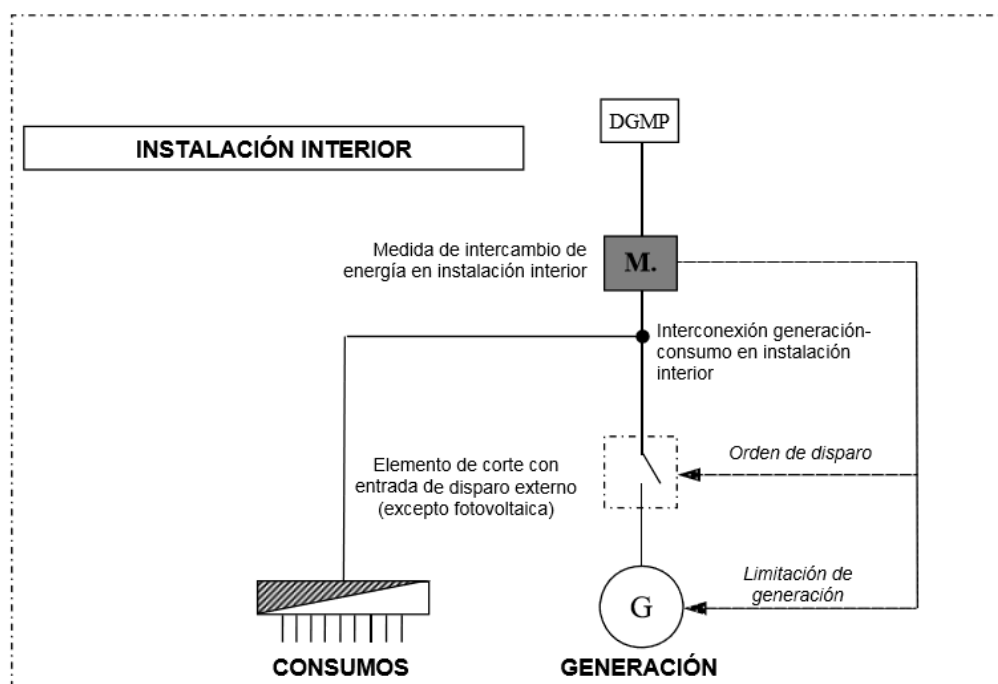 DGMP
INSTALACIÓN INTERIOR
Medida de intercambio de
energía en instalación interior
M.
Interconexión generación-
consumo en instalación
interior
Orden de disparo
Elemento de corte con
entrada de disparo externo
(excepto fotovoltaica)
Limitación de
generación
G
CONSUMOS
GENERACIÓN